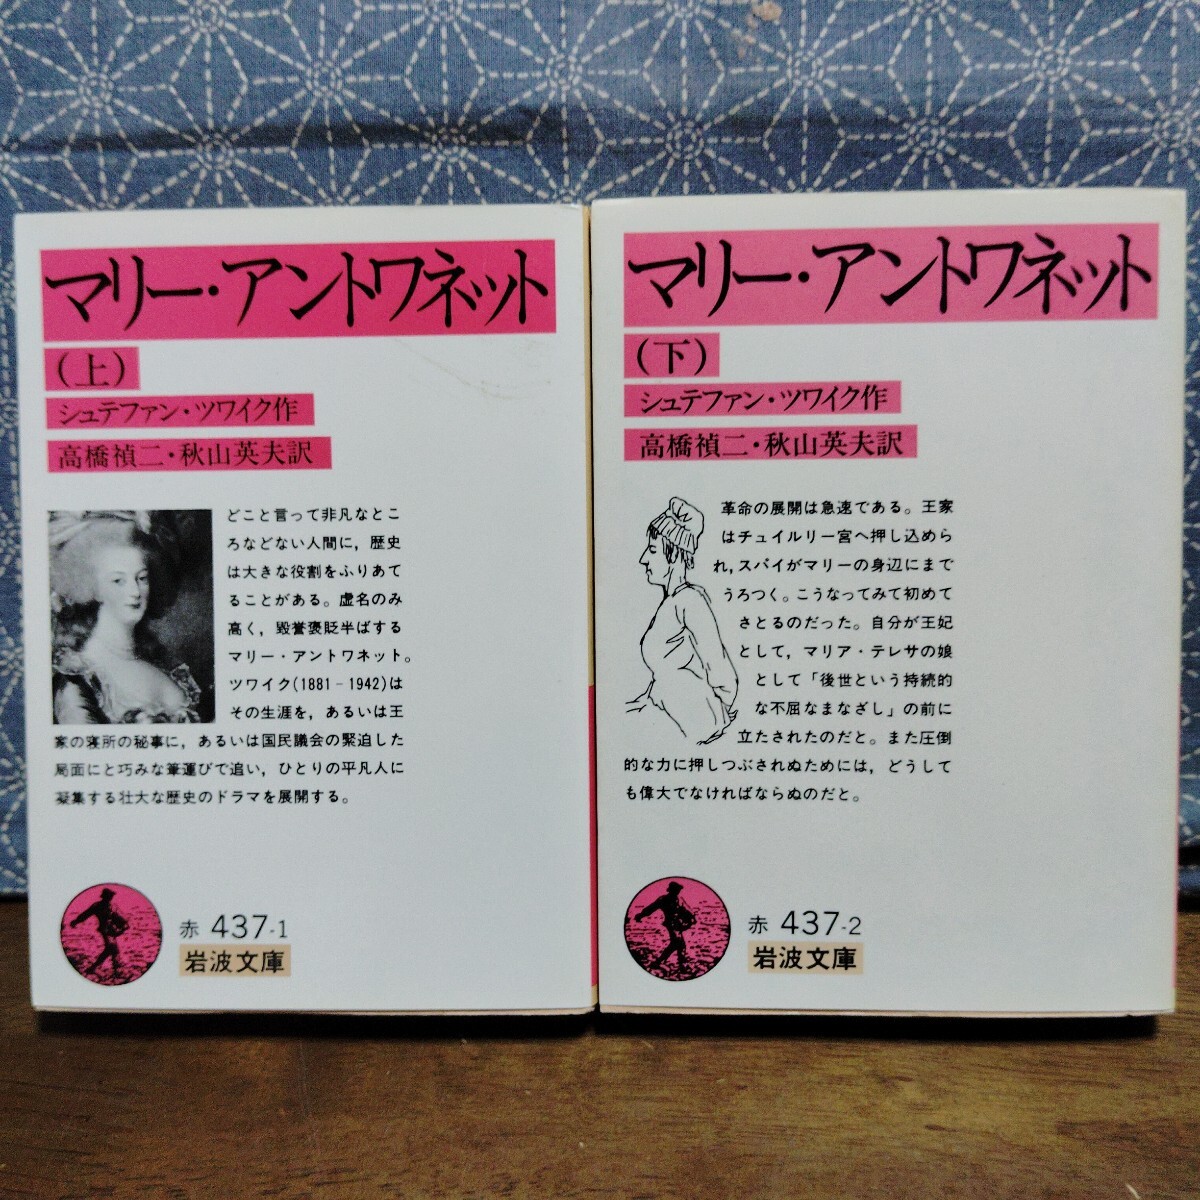 マリー・アントワネット
(上)
シュテファン・ツワイク作
高橋禎二・秋山英夫訳
どこと言って非凡なとこ
ろなどない人間に，歴史
は大きな役割をふりあて
ることがある。虚名のみ
高く，毀誉褒貶半ばする
マリー・アントワネット。
ツワイク(1881－1942)は
その生涯を，あるいは王
家の寝所の秘事に，あるいは国民議会の緊迫した
局面にと巧みな筆運びで追い，ひとりの平凡人に
凝集する壮大な歴史のドラマを展開する。
赤 437-1
岩波文庫
マリー・アントワネット
(下)
シュテファン・ツワイク作
高橋禎二・秋山英夫訳
革命の展開は急速である。王家
はチュイルリー宮へ押し込めら
れ，スパイがマリーの身辺にまで
うろつく。こうなってみて初めて
さとるのだった。自分が王妃
として，マリア・テレサの娘
として「後世という持続的
な不屈なまなざし」の前に
立たされたのだと。また圧倒
的な力に押しつぶされぬためには，どうして
も偉大でなければならぬのだと。
赤 437-2
岩波文庫